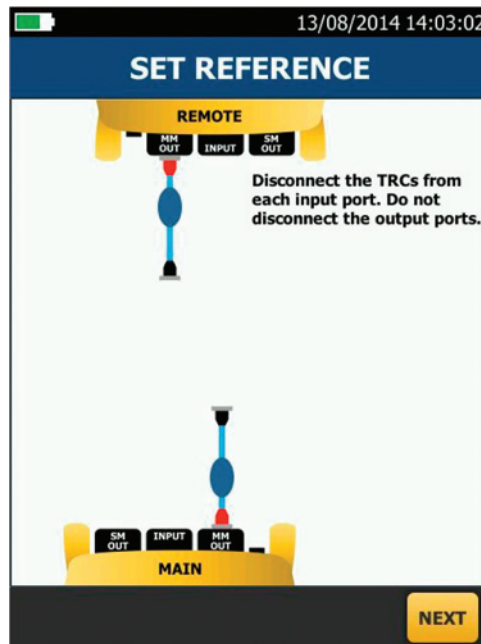 13/08/2014 14:03:02
SET REFERENCE
REMOTE
MM OUT
INPUT
SM OUT
Disconnect the TRCs from
each input port. Do not
disconnect the output ports.
SM OUT
INPUT
MM OUT
MAIN
NEXT